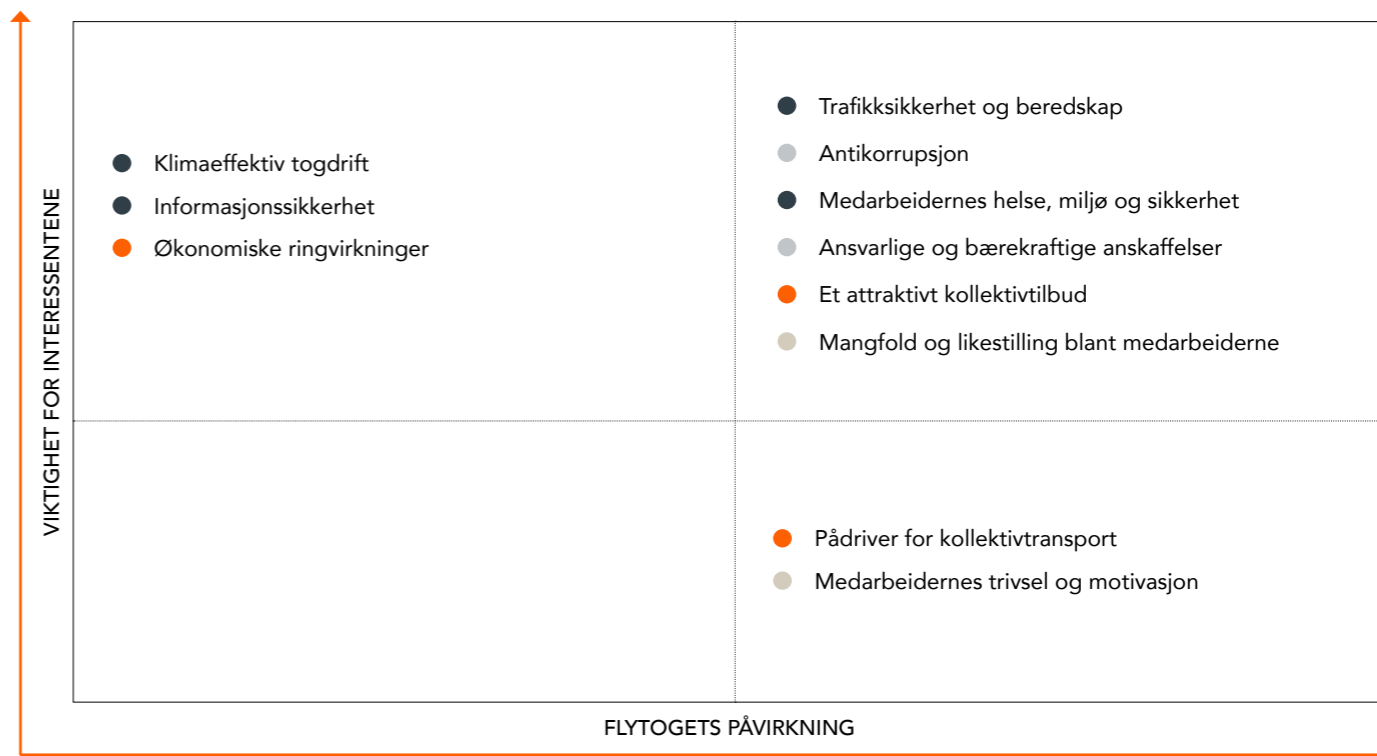 VIKTIGHET FOR INTERESSENTENE
Klimaeffektiv togdrift
Informasjonssikkerhet
Økonomiske ringvirkninger
Trafikksikkerhet og beredskap
Antikorrupsjon
Medarbeidernes helse, miljø og sikkerhet
Ansvarlige og bærekraftige anskaffelser
Et attraktivt kollektivtilbud
Mangfold og likestilling blant medarbeiderne
Pådriver for kollektivtransport
Medarbeidernes trivsel og motivasjon
FLYTOGETS PÅVIRKNING